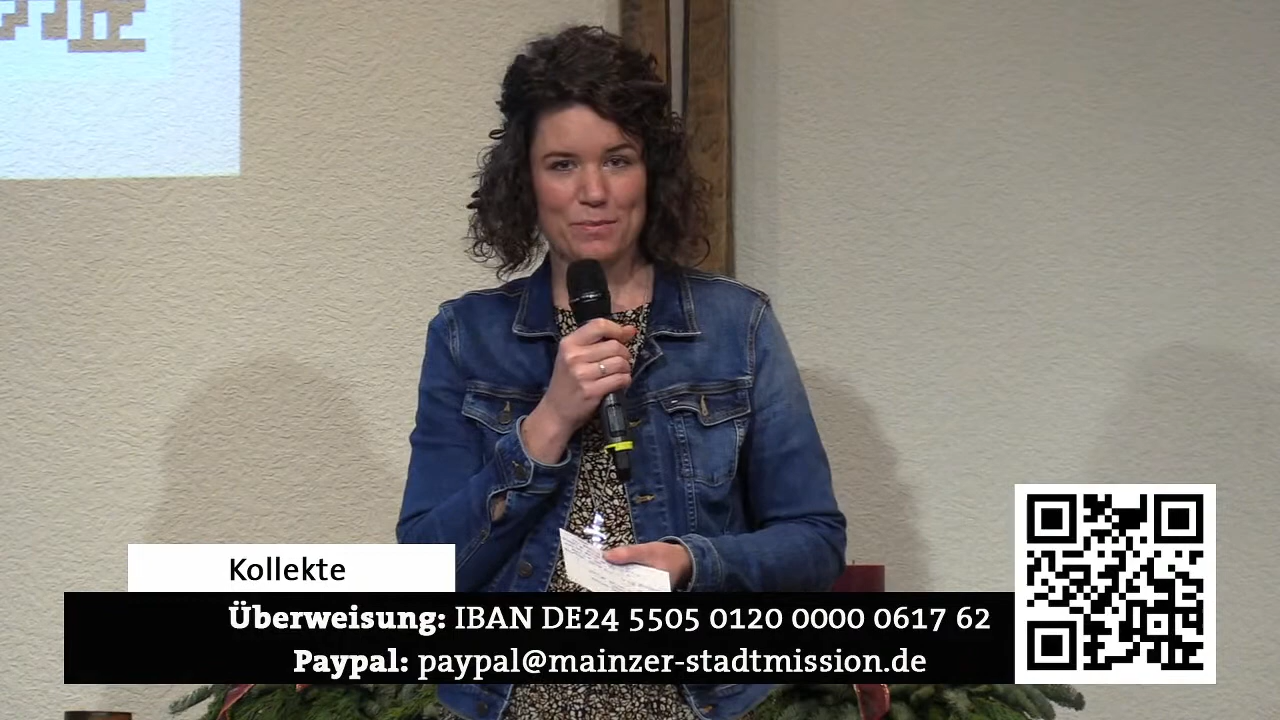 Kollekte
Überweisung: IBAN DE24 5505 0120 0000 0617 62
Paypal: paypal@mainzer-stadtmission.de